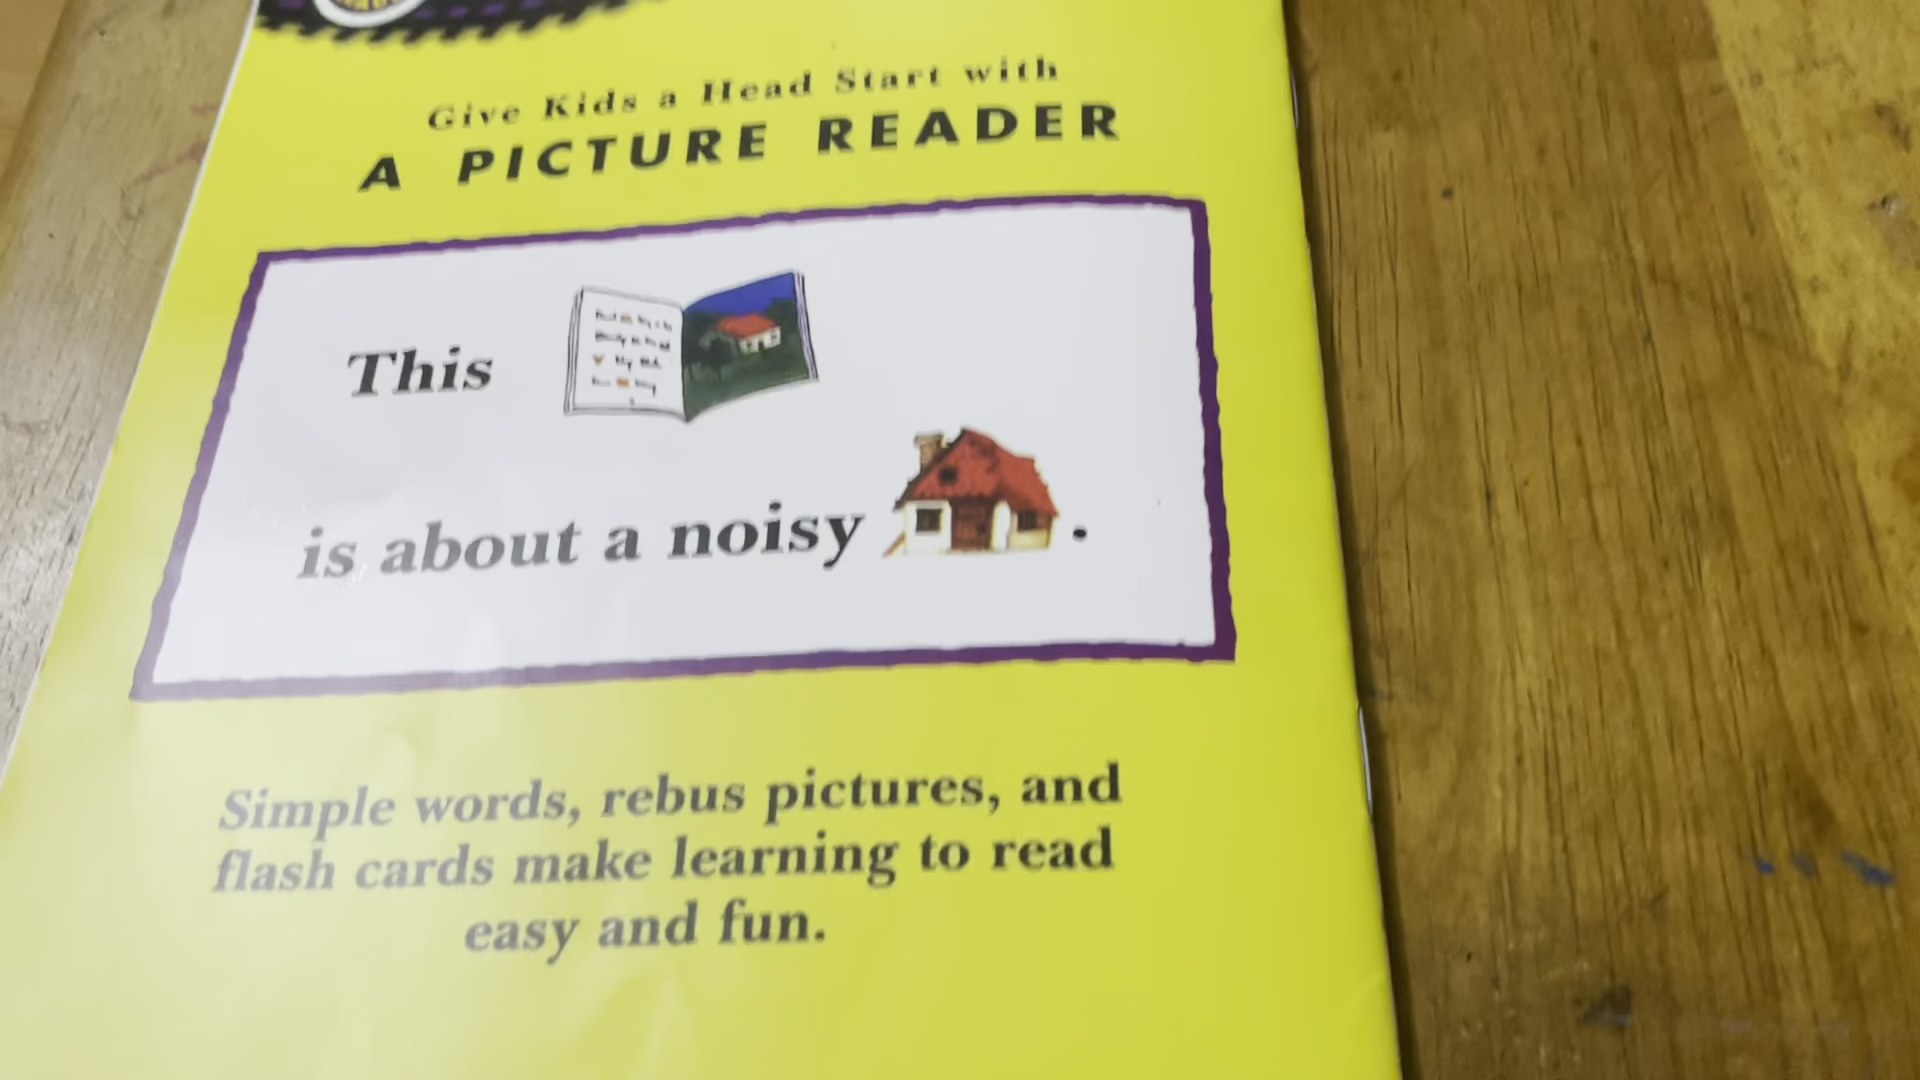 Give Kids a Head Start with
A PICTURE READER
This
is about a noisy .
Simple words, rebus pictures, and
flash cards make learning to read
easy and fun.